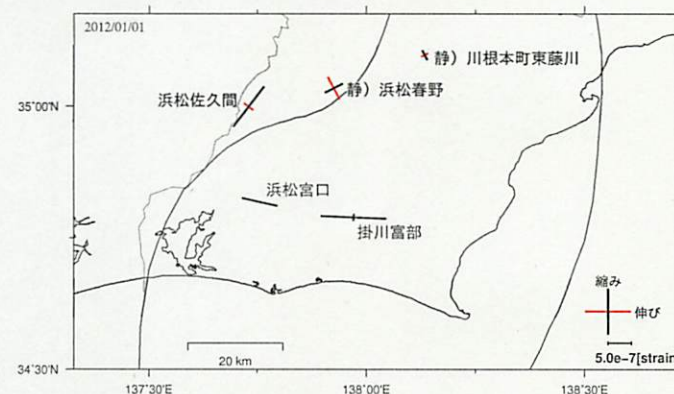 2012/01/01
静）川根本町東藤川
浜松佐久間
静）浜松春野
35°00'N
浜松宮口
掛川富部
縮み
伸び
20 km
5.0e-7[strain
34°30'N
137°30'E
138°00'E
138°30'E